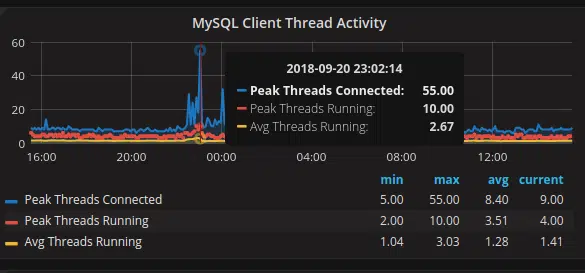 MySQL Client Thread Activity
60
40
20
0
2018-09-20 23:02:14
Peak Threads Connected: 55.00
Peak Threads Running: 10.00
Avg Threads Running: 2.67
16:00 20:00 00:00 04:00 08:00 12:00
min max avg current
Peak Threads Connected 5.00 55.00 8.40 9.00
Peak Threads Running 2.00 10.00 3.51 4.00
Avg Threads Running 1.04 3.03 1.28 1.41